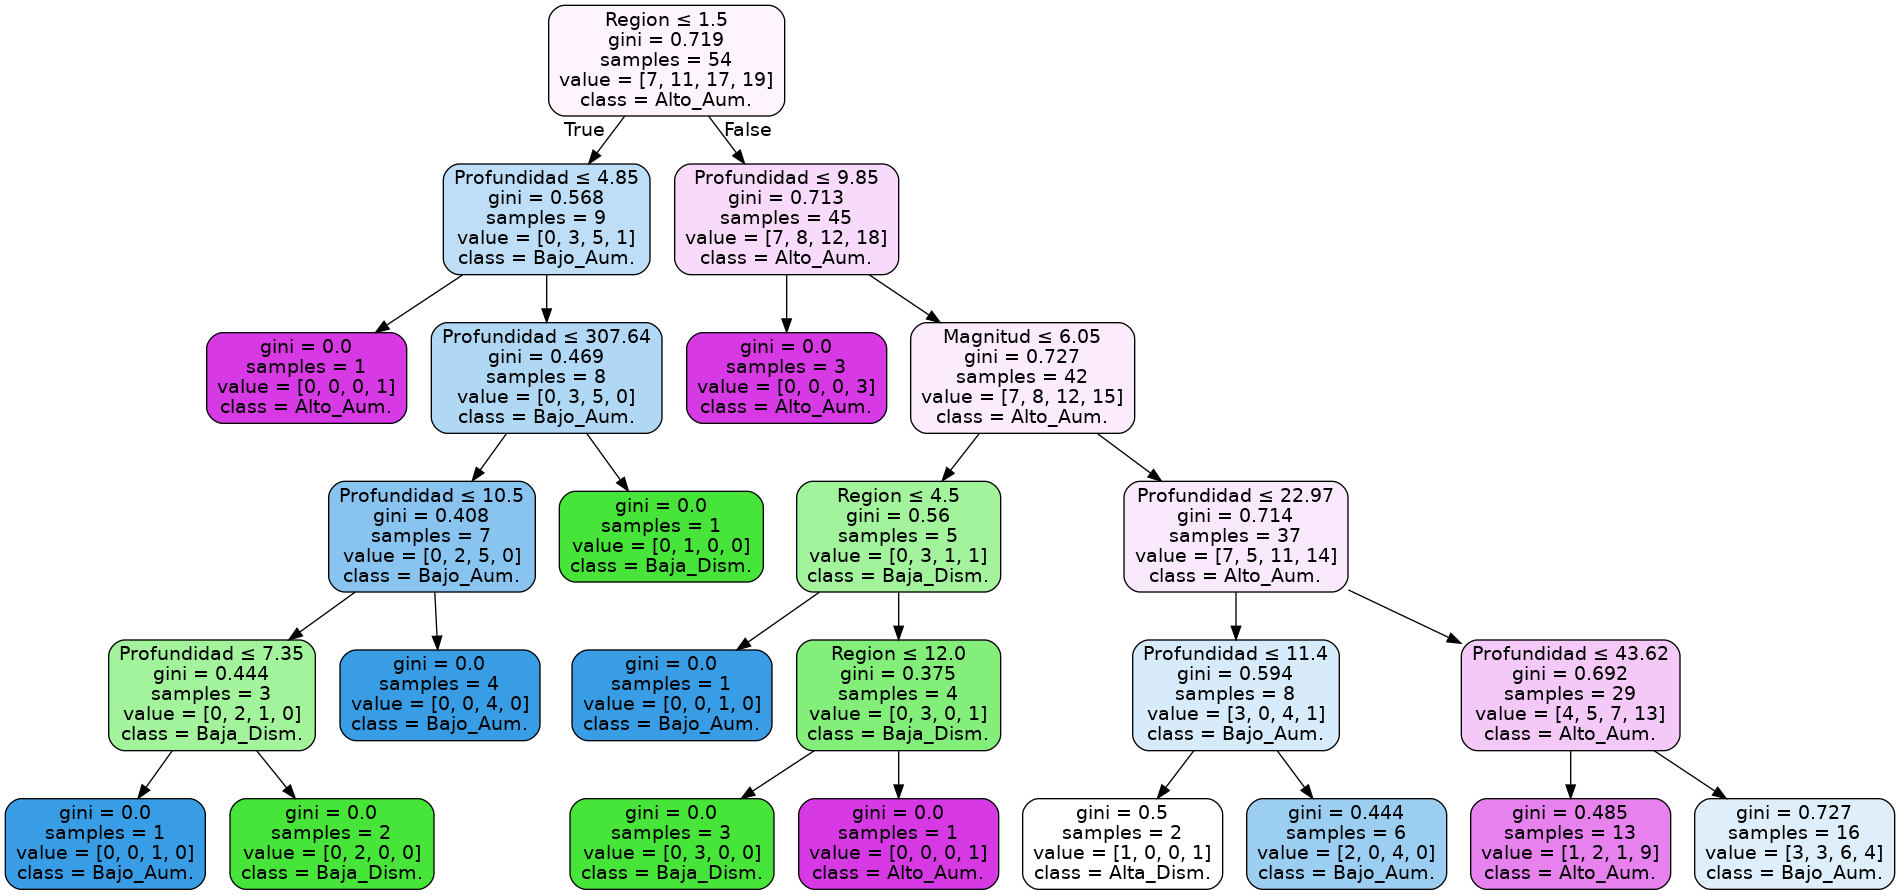 Region ≤ 1.5
gini = 0.719
samples = 54
value = [7, 11, 17, 19]
class = Alto_Aum.
True
False
Profundidad ≤ 4.85
gini = 0.568
samples = 9
value = [0, 3, 5, 1]
class = Bajo_Aum.
Profundidad ≤ 9.85
gini = 0.713
samples = 45
value = [7, 8, 12, 18]
class = Alto_Aum.
gini = 0.0
samples = 1
value = [0, 0, 0, 1]
class = Alto_Aum.
Profundidad ≤ 307.64
gini = 0.469
samples = 8
value = [0, 3, 5, 0]
class = Bajo_Aum.
gini = 0.0
samples = 3
value = [0, 0, 0, 3]
class = Alto_Aum.
Magnitud ≤ 6.05
gini = 0.727
samples = 42
value = [7, 8, 12, 15]
class = Alto_Aum.
Profundidad ≤ 10.5
gini = 0.408
samples = 7
value = [0, 2, 5, 0]
class = Bajo_Aum.
gini = 0.0
samples = 1
value = [0, 1, 0, 0]
class = Baja_Dism.
Region ≤ 4.5
gini = 0.56
samples = 5
value = [0, 3, 1, 1]
class = Baja_Dism.
Profundidad ≤ 22.97
gini = 0.714
samples = 37
value = [7, 5, 11, 14]
class = Alto_Aum.
Profundidad ≤ 7.35
gini = 0.444
samples = 3
value = [0, 2, 1, 0]
class = Baja_Dism.
gini = 0.0
samples = 4
value = [0, 0, 4, 0]
class = Bajo_Aum.
gini = 0.0
samples = 1
value = [0, 0, 1, 0]
class = Bajo_Aum.
Region ≤ 12.0
gini = 0.375
samples = 4
value = [0, 3, 0, 1]
class = Baja_Dism.
Profundidad ≤ 11.4
gini = 0.594
samples = 8
value = [3, 0, 4, 1]
class = Bajo_Aum.
Profundidad ≤ 43.62
gini = 0.692
samples = 29
value = [4, 5, 7, 13]
class = Alto_Aum.
gini = 0.0
samples = 1
value = [0, 0, 1, 0]
class = Bajo_Aum.
gini = 0.0
samples = 2
value = [0, 2, 0, 0]
class = Baja_Dism.
gini = 0.0
samples = 3
value = [0, 3, 0, 0]
class = Baja_Dism.
gini = 0.0
samples = 1
value = [0, 0, 0, 1]
class = Alto_Aum.
gini = 0.5
samples = 2
value = [1, 0, 0, 1]
class = Alta_Dism.
gini = 0.444
samples = 6
value = [2, 0, 4, 0]
class = Bajo_Aum.
gini = 0.485
samples = 13
value = [1, 2, 1, 9]
class = Alto_Aum.
gini = 0.727
samples = 16
value = [3, 3, 6, 4]
class = Bajo_Aum.